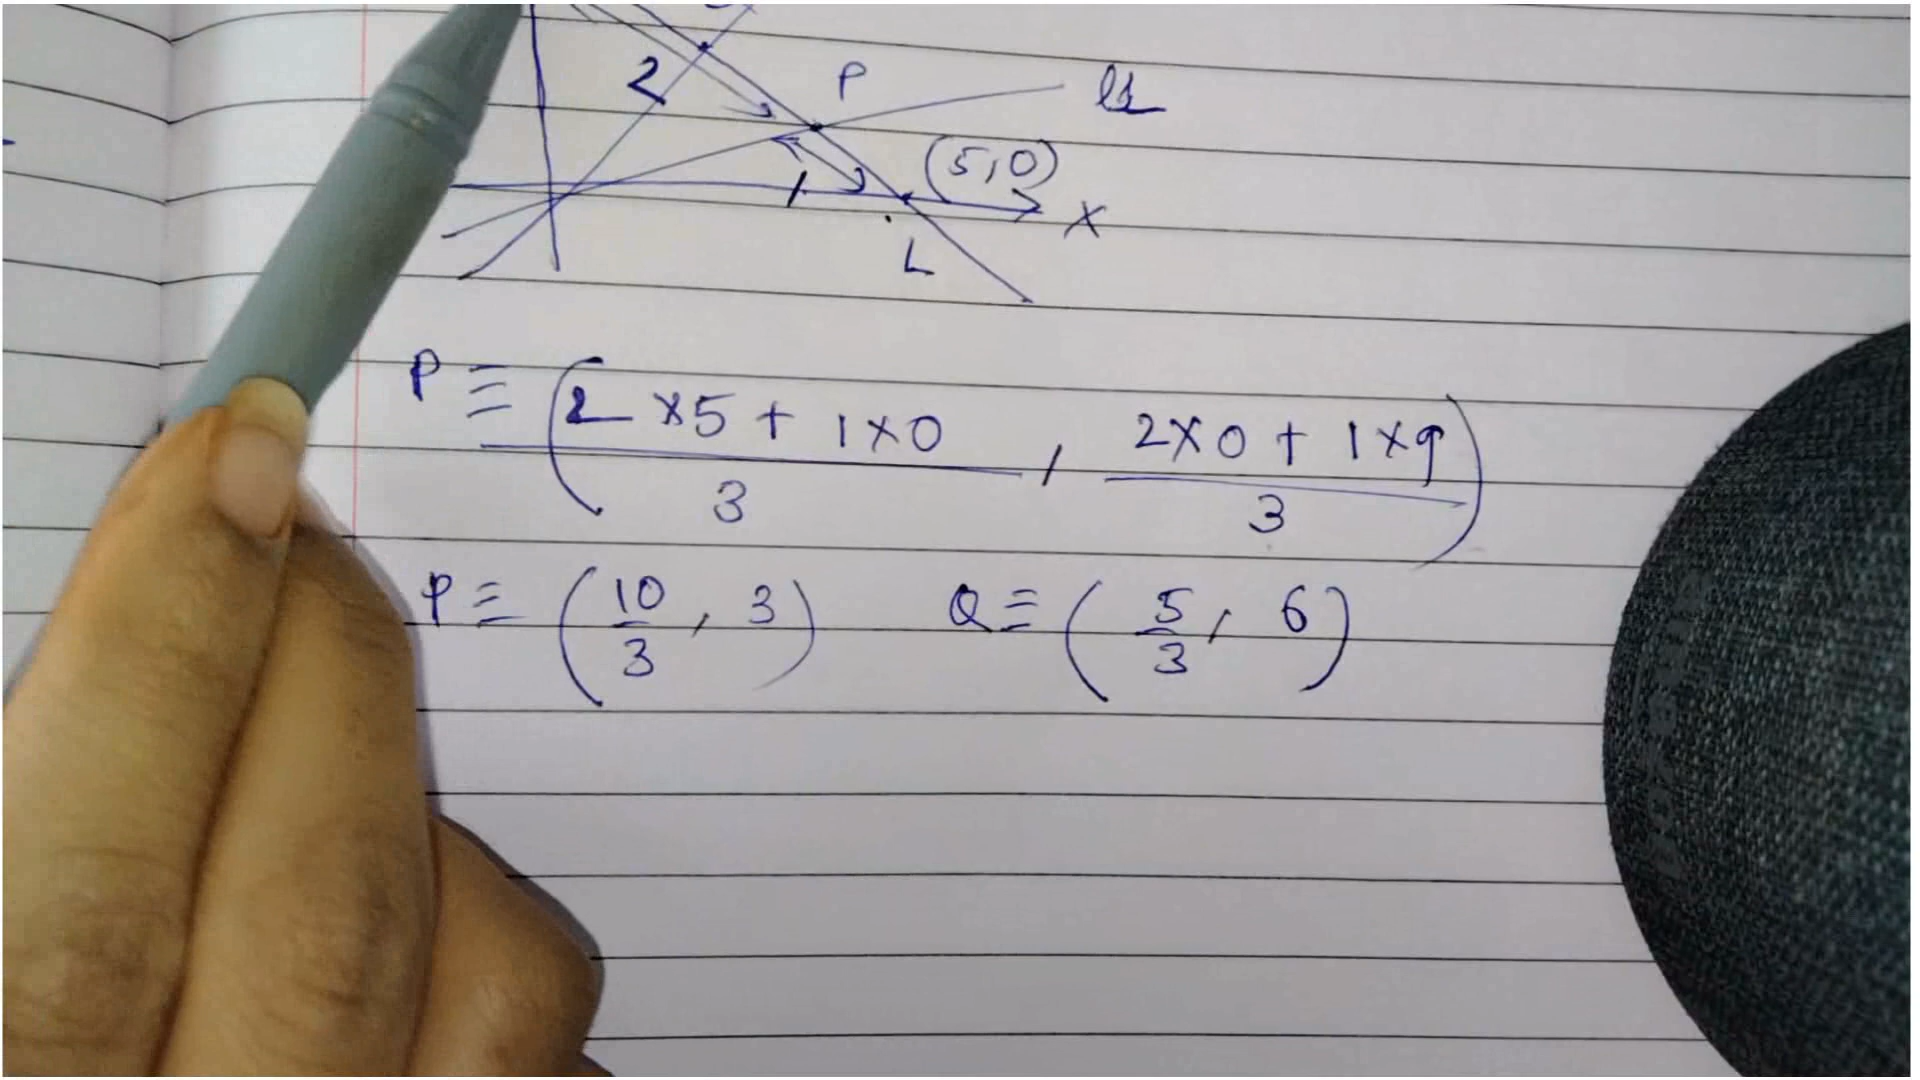 2
P
l1
(5,0)
1
X
L
P ≡ ( (2 × 5 + 1 × 0)/3 , (2 × 0 + 1 × 9)/3 )
P ≡ ( 10/3 , 3 ) Q ≡ ( 5/3 , 6 )